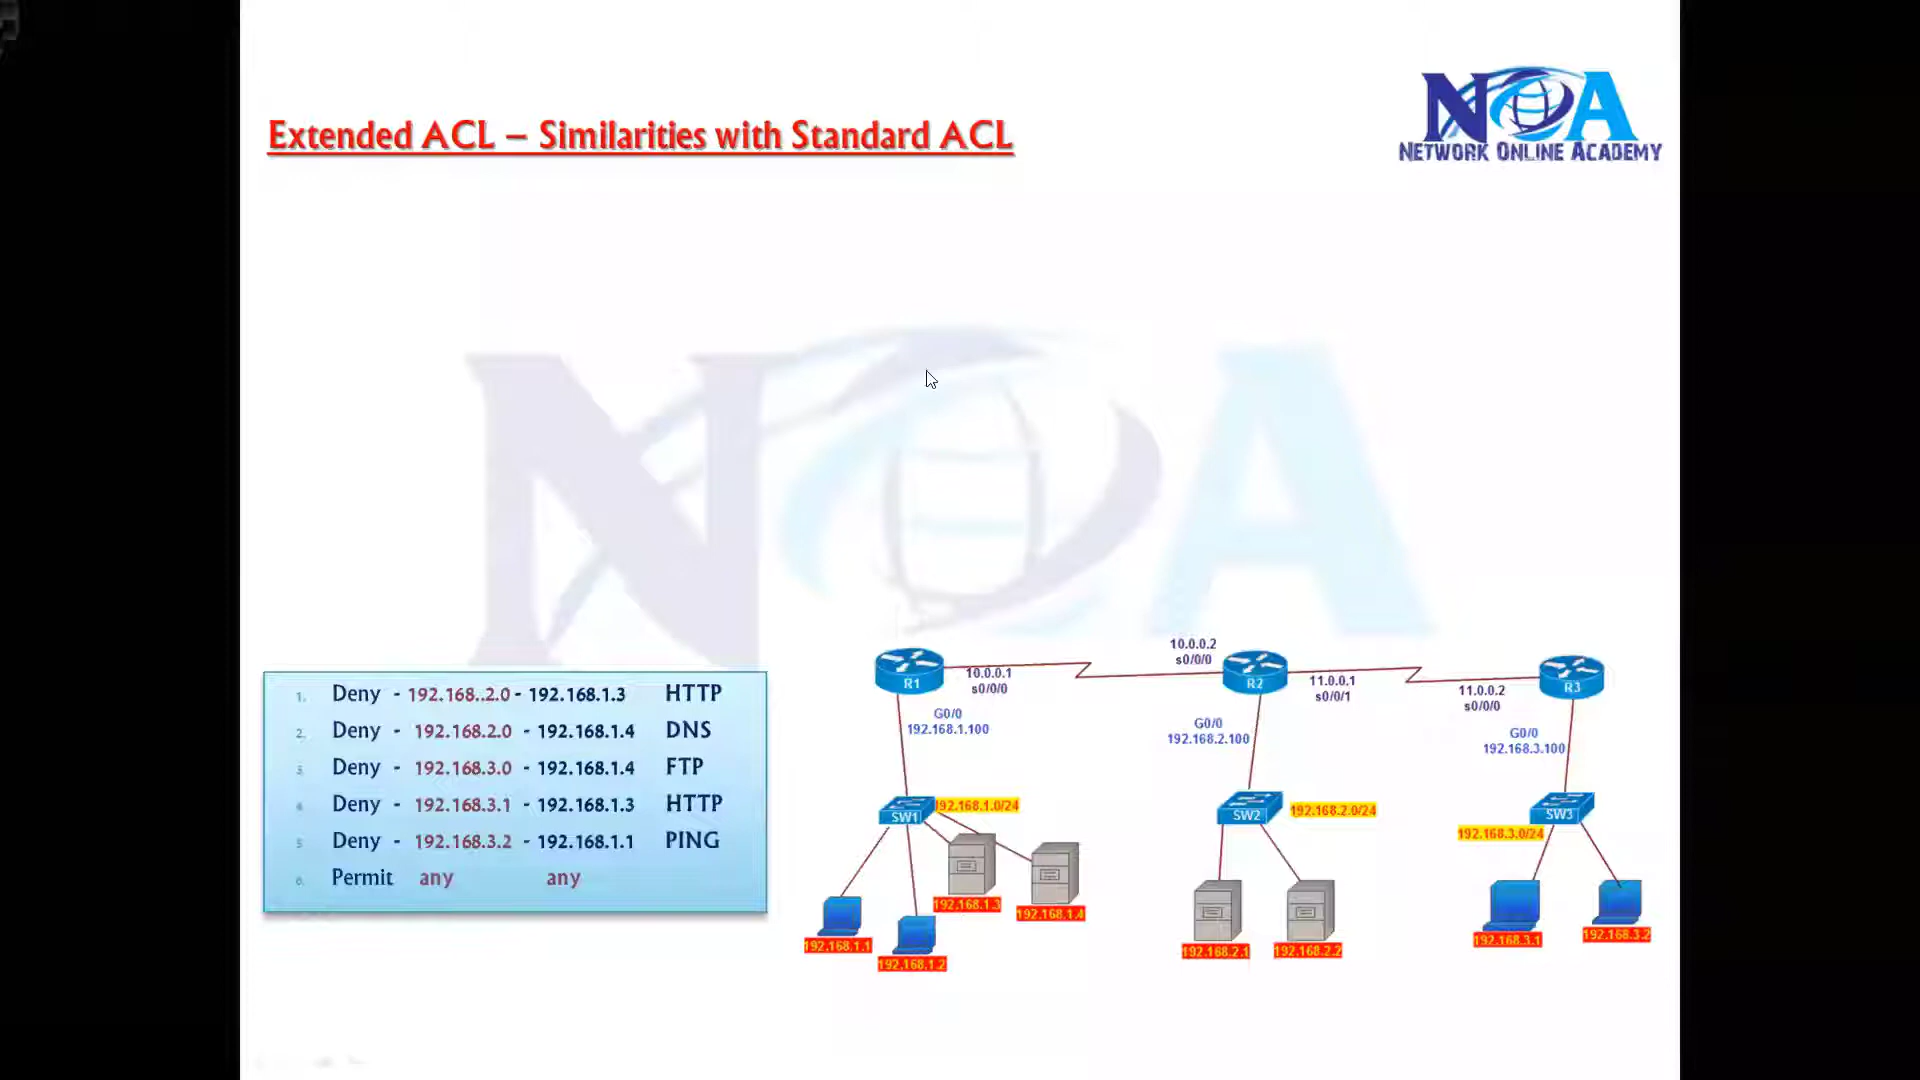 Extended ACL – Similarities with Standard ACL
NOA
NETWORK ONLINE ACADEMY
NOA
1. Deny - 192.168..2.0 - 192.168.1.3 HTTP
2. Deny - 192.168.2.0 - 192.168.1.4 DNS
3. Deny - 192.168.3.0 - 192.168.1.4 FTP
4. Deny - 192.168.3.1 - 192.168.1.3 HTTP
5. Deny - 192.168.3.2 - 192.168.1.1 PING
6. Permit any any
10.0.0.2
s0/0/0
R1
10.0.0.1
s0/0/0
R2
11.0.0.1
s0/0/1
11.0.0.2
s0/0/0
R3
G0/0
192.168.1.100
G0/0
192.168.2.100
G0/0
192.168.3.100
SW1
192.168.1.0/24
SW2
192.168.2.0/24
SW3
192.168.3.0/24
192.168.1.3
192.168.1.4
192.168.1.1
192.168.1.2
192.168.2.1
192.168.2.2
192.168.3.1
192.168.3.2